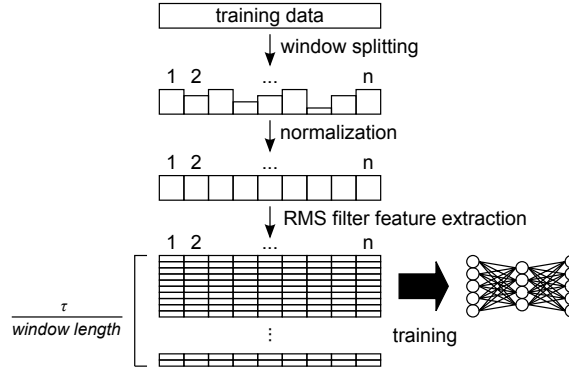 training data
window splitting
1 2 ... n
normalization
1 2 ... n
RMS filter feature extraction
1 2 ... n
τ
window length
training
⋮